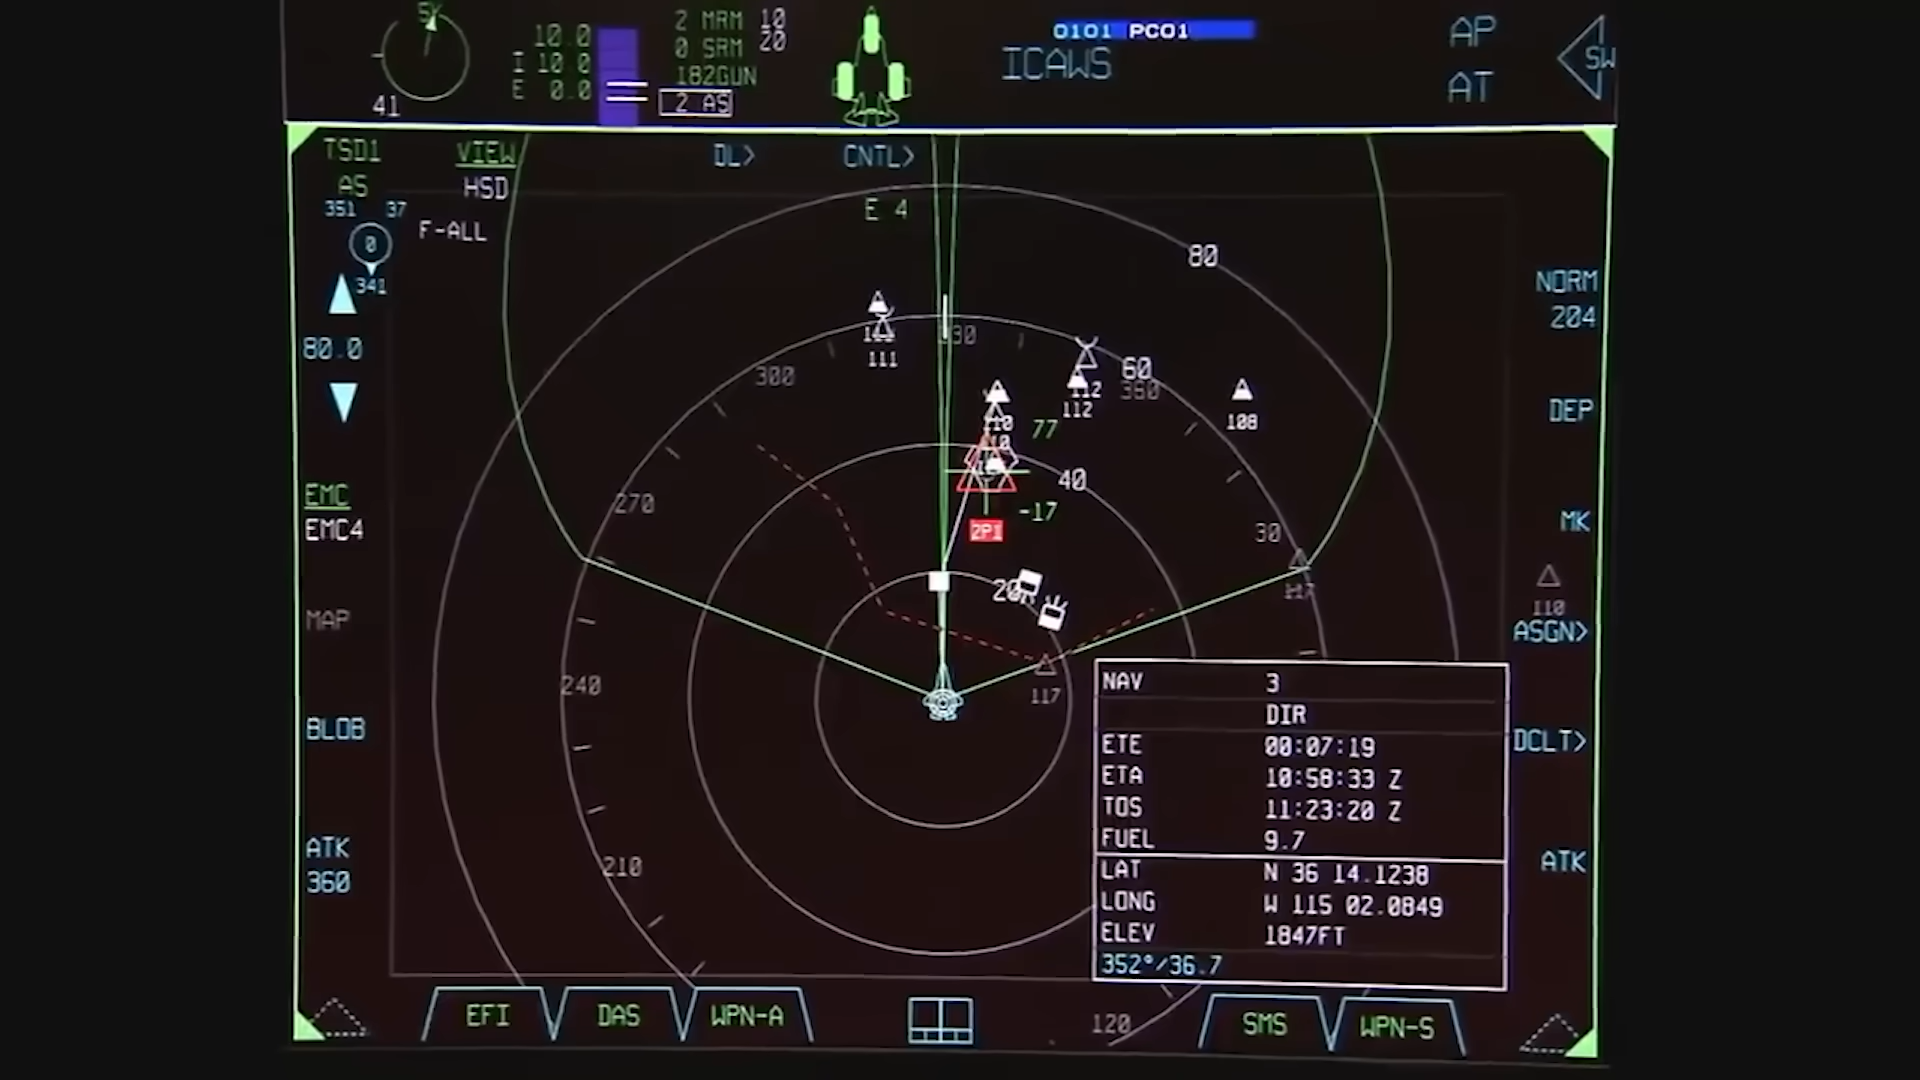 SY
41
10.0
I 10 0
E 0.0
2 MRM 10
0 SRM 20
182GUN
2 AS
0101 PC01
ICAWS
AP
AT
SW
TSD1
VIEW
DL>
CNTL>
AS
HSD
351 37
F-ALL
0
341
E 4
80
NORM
204
80.0
111
330
300
60
360
112
112
108
110
77
DEP
40
270
-17
EMC
EMC4
2P1
30
MK
20
117
110
ASGN>
MAP
240
117
BLOB
DCLT>
NAV 3
DIR
ETE 00:07:19
ETA 10:58:33 Z
TOS 11:23:20 Z
FUEL 9.7
LAT N 36 14.1238
LONG W 115 02.0849
ELEV 1847FT
352°/36.7
ATK
360
210
ATK
EFI
DAS
WPN-A
120
SMS
WPN-S